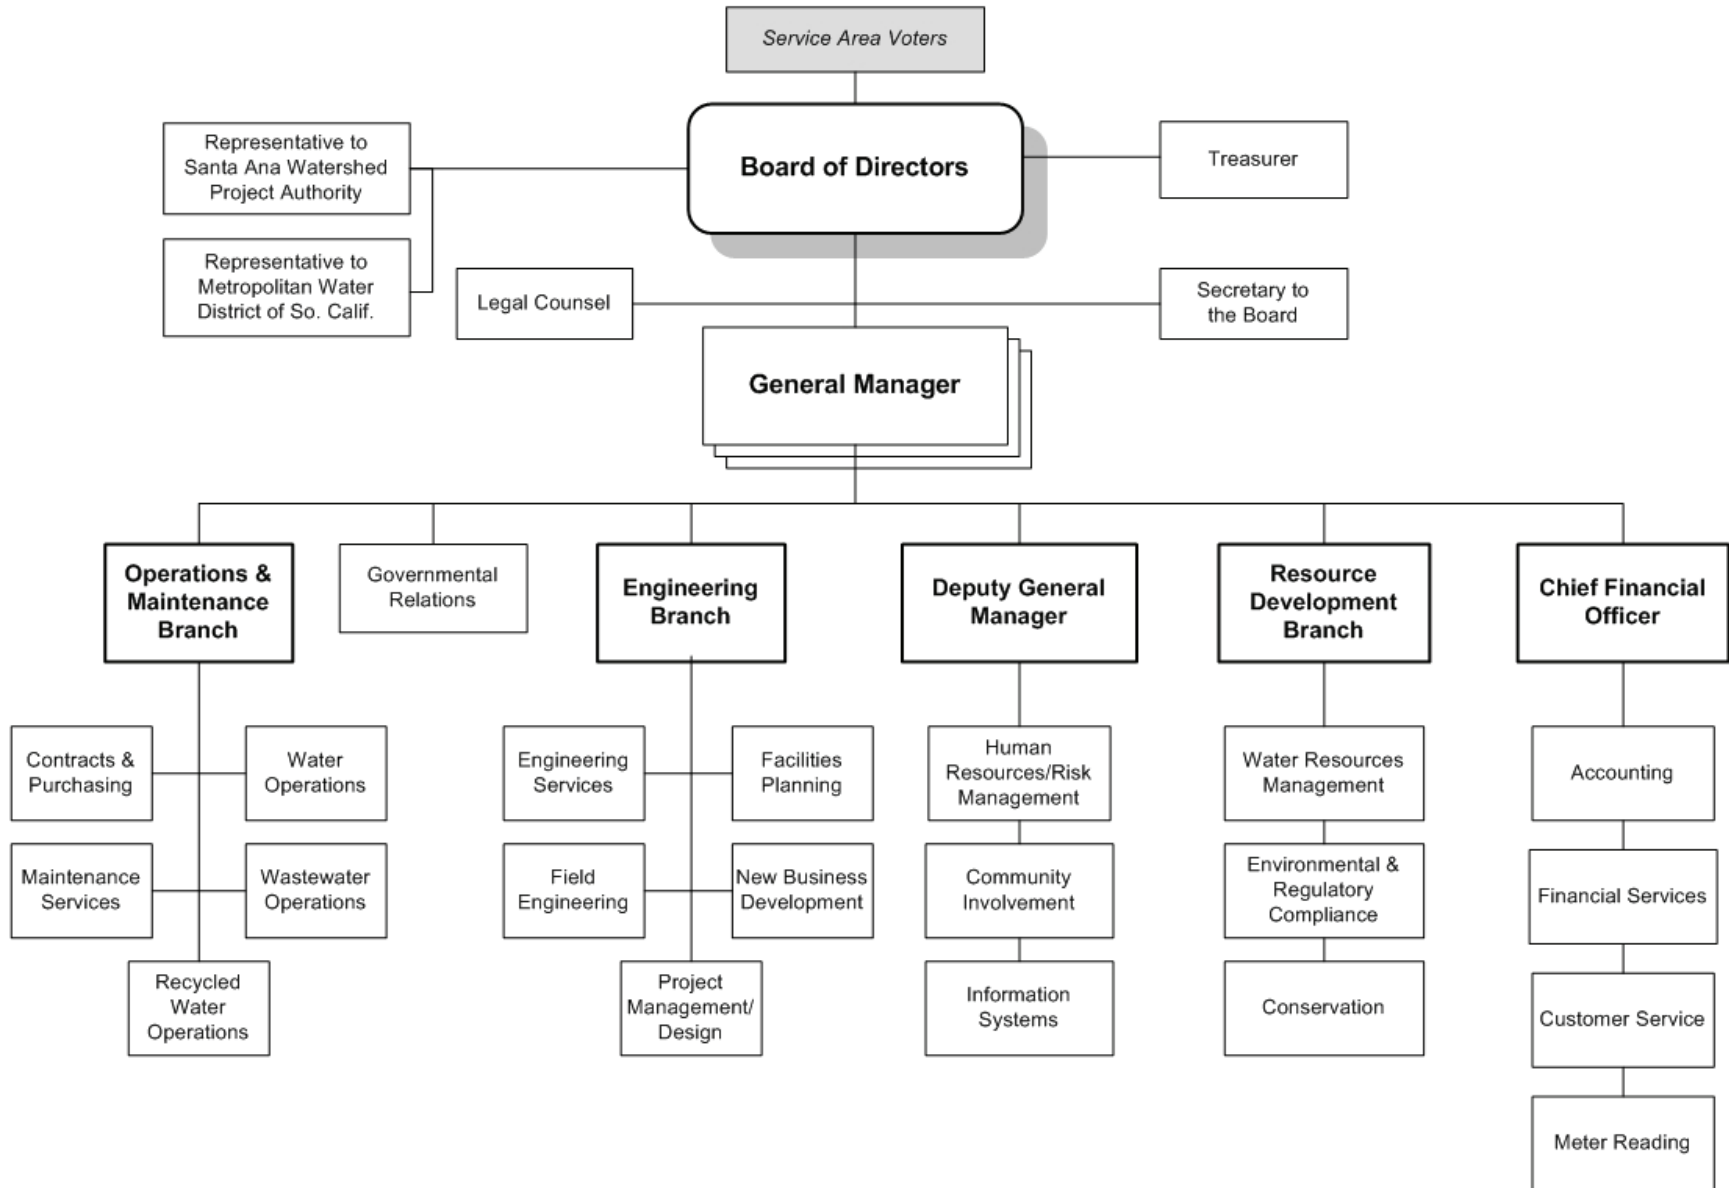 Service Area Voters
Board of Directors
Representative to
Santa Ana Watershed
Project Authority
Treasurer
Representative to
Metropolitan Water
District of So. Calif.
Legal Counsel
Secretary to
the Board
General Manager
Operations &
Maintenance
Branch
Governmental
Relations
Engineering
Branch
Deputy General
Manager
Resource
Development
Branch
Chief Financial
Officer
Contracts &
Purchasing
Water
Operations
Engineering
Services
Facilities
Planning
Human
Resources/Risk
Management
Water Resources
Management
Accounting
Maintenance
Services
Wastewater
Operations
Field
Engineering
New Business
Development
Community
Involvement
Environmental &
Regulatory
Compliance
Financial Services
Recycled
Water
Operations
Project
Management/
Design
Information
Systems
Conservation
Customer Service
Meter Reading